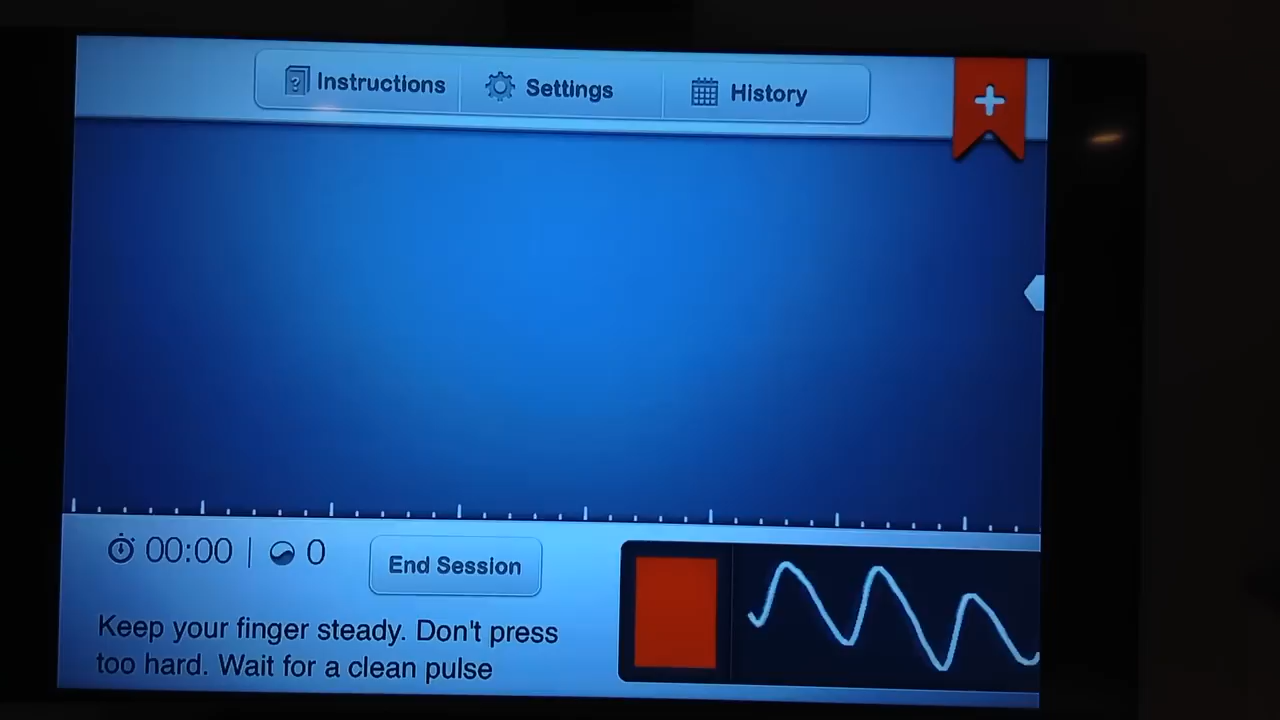 Instructions Settings History
00:00 | 0
End Session
Keep your finger steady. Don't press
too hard. Wait for a clean pulse